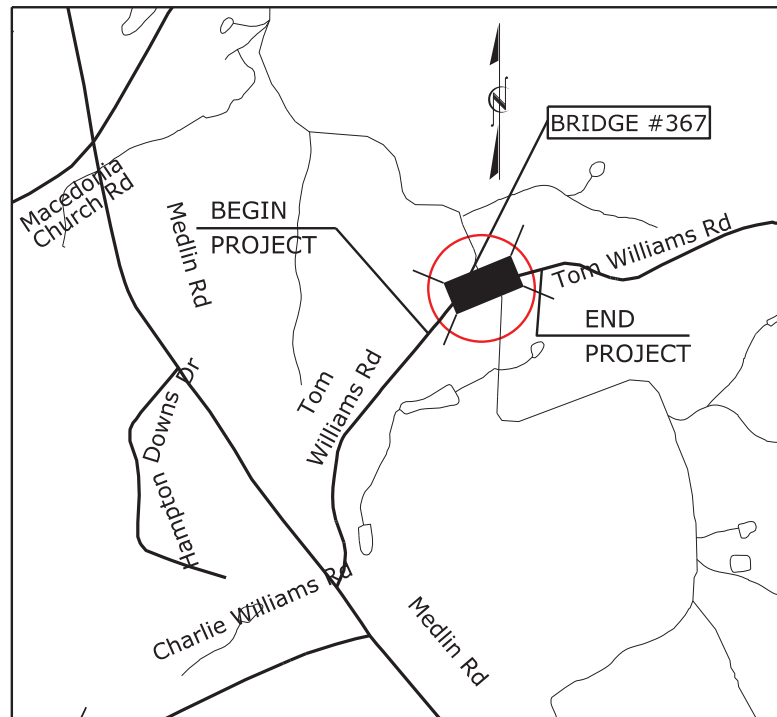 BRIDGE #367
Macedonia
Church Rd
Medlin Rd
BEGIN
PROJECT
Tom Williams Rd
END
PROJECT
Tom
Williams Rd
Hampton Downs Dr
Charlie Williams Rd
Medlin Rd
N